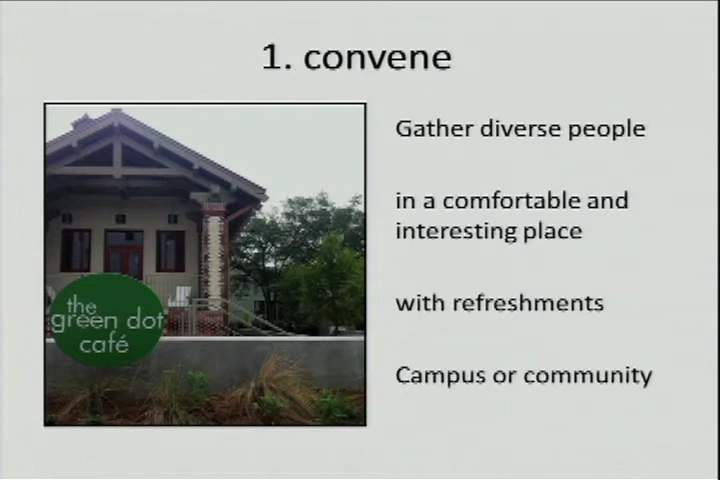 1. convene
Gather diverse people
in a comfortable and
interesting place
with refreshments
Campus or community
the
green dot
café